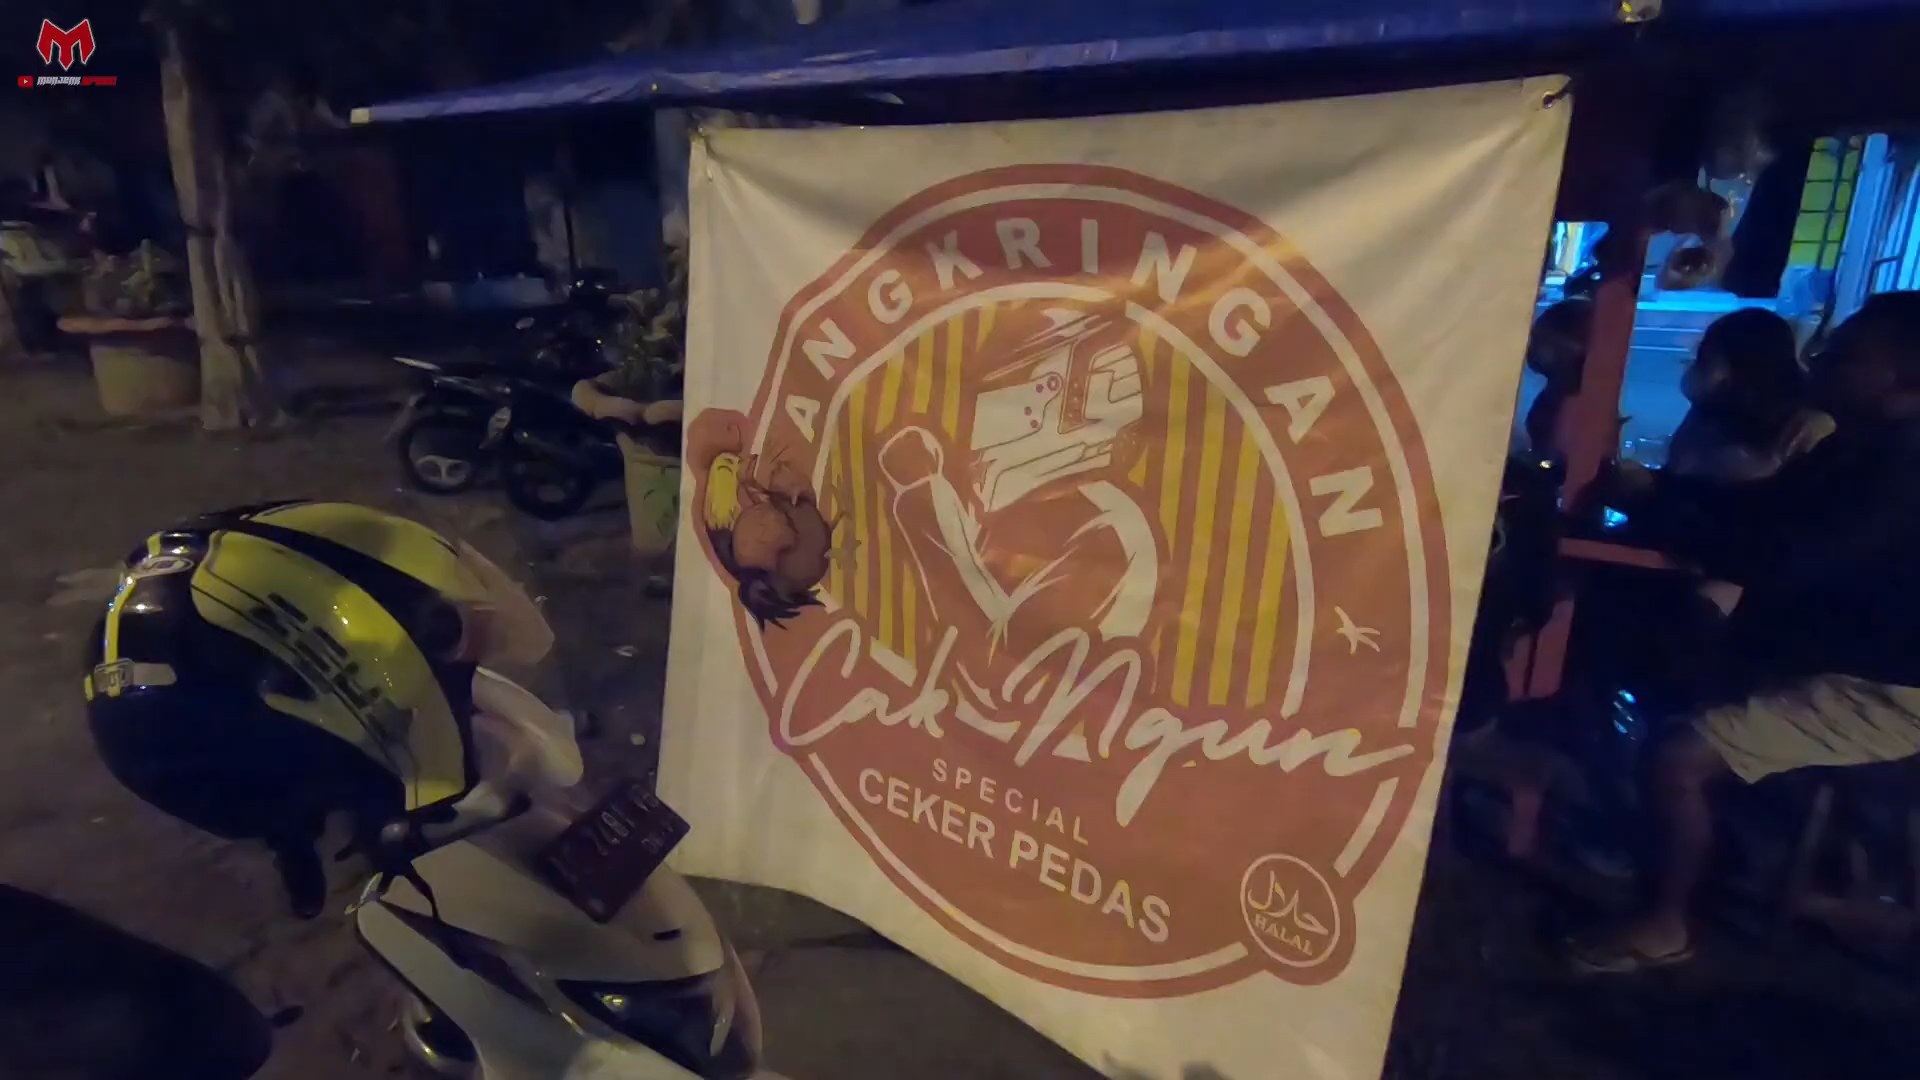 ANGKRINGAN
Cak-Ngun
SPECIAL
CEKER PEDAS
حلال
HALAL